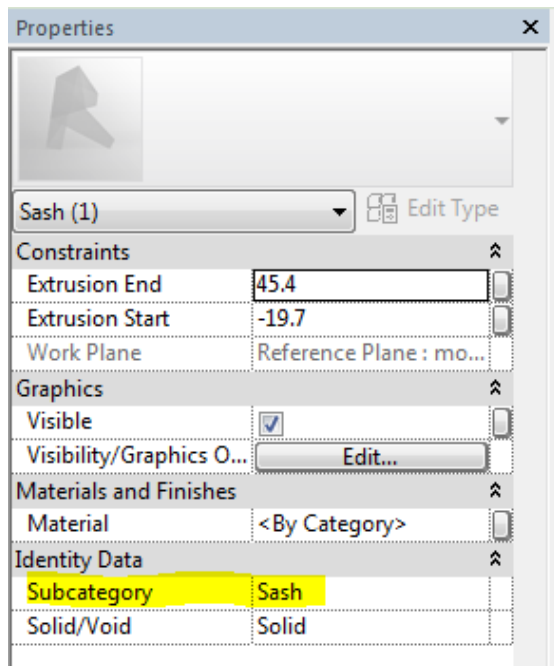 Properties
Sash (1) Edit Type
Constraints
Extrusion End 45.4
Extrusion Start -19.7
Work Plane Reference Plane : mo...
Graphics
Visible
Visibility/Graphics O... Edit...
Materials and Finishes
Material <By Category>
Identity Data
Subcategory Sash
Solid/Void Solid